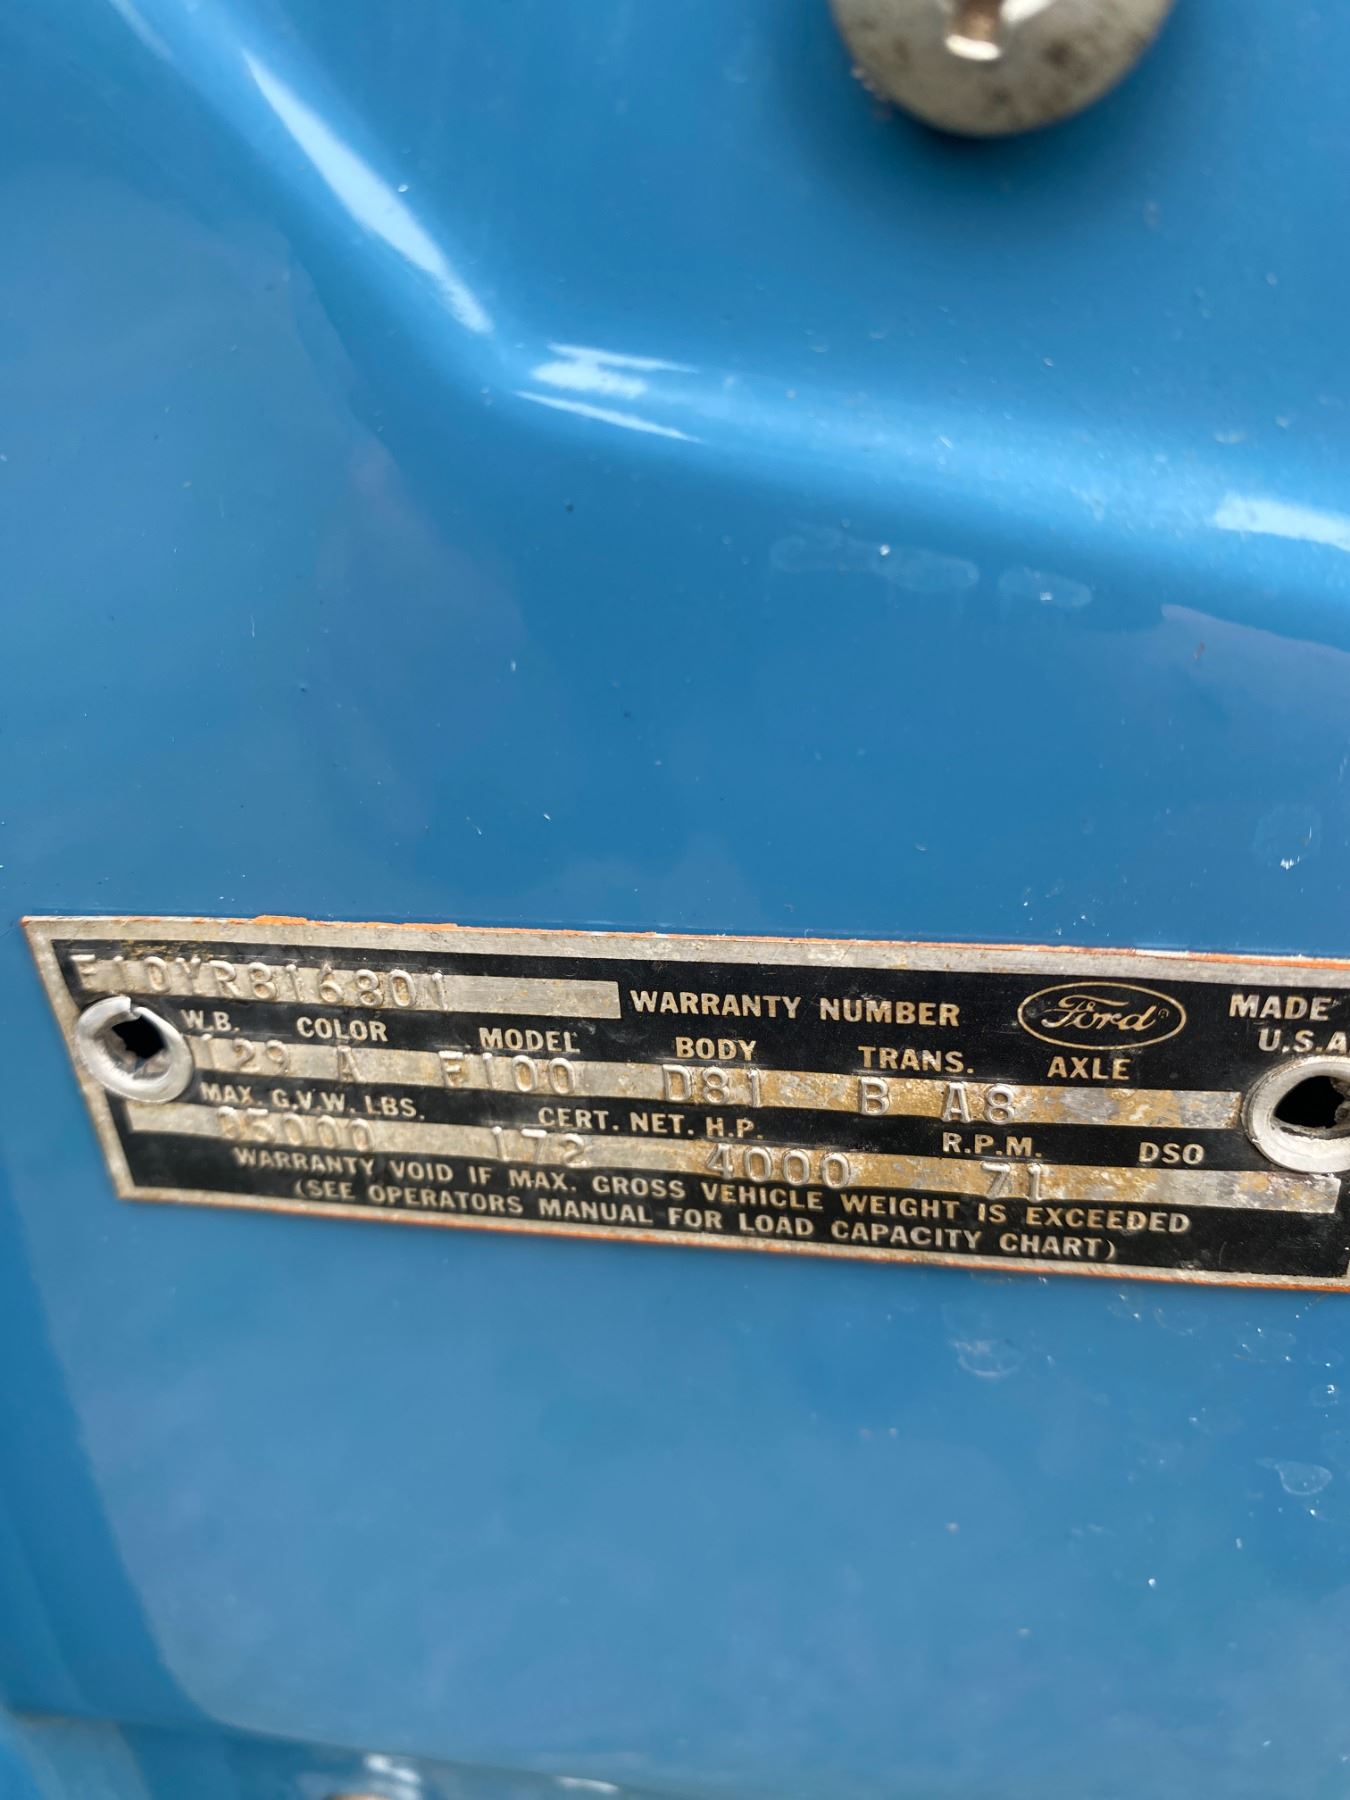 F10YRB16801 WARRANTY NUMBER Ford MADE
U.S.A
W.B. COLOR MODEL BODY TRANS. AXLE
129 A F100 D81 B A8
MAX. G.V.W. LBS. CERT. NET. H.P. R.P.M. DSO
05000 172 4000 71
WARRANTY VOID IF MAX. GROSS VEHICLE WEIGHT IS EXCEEDED
(SEE OPERATORS MANUAL FOR LOAD CAPACITY CHART)